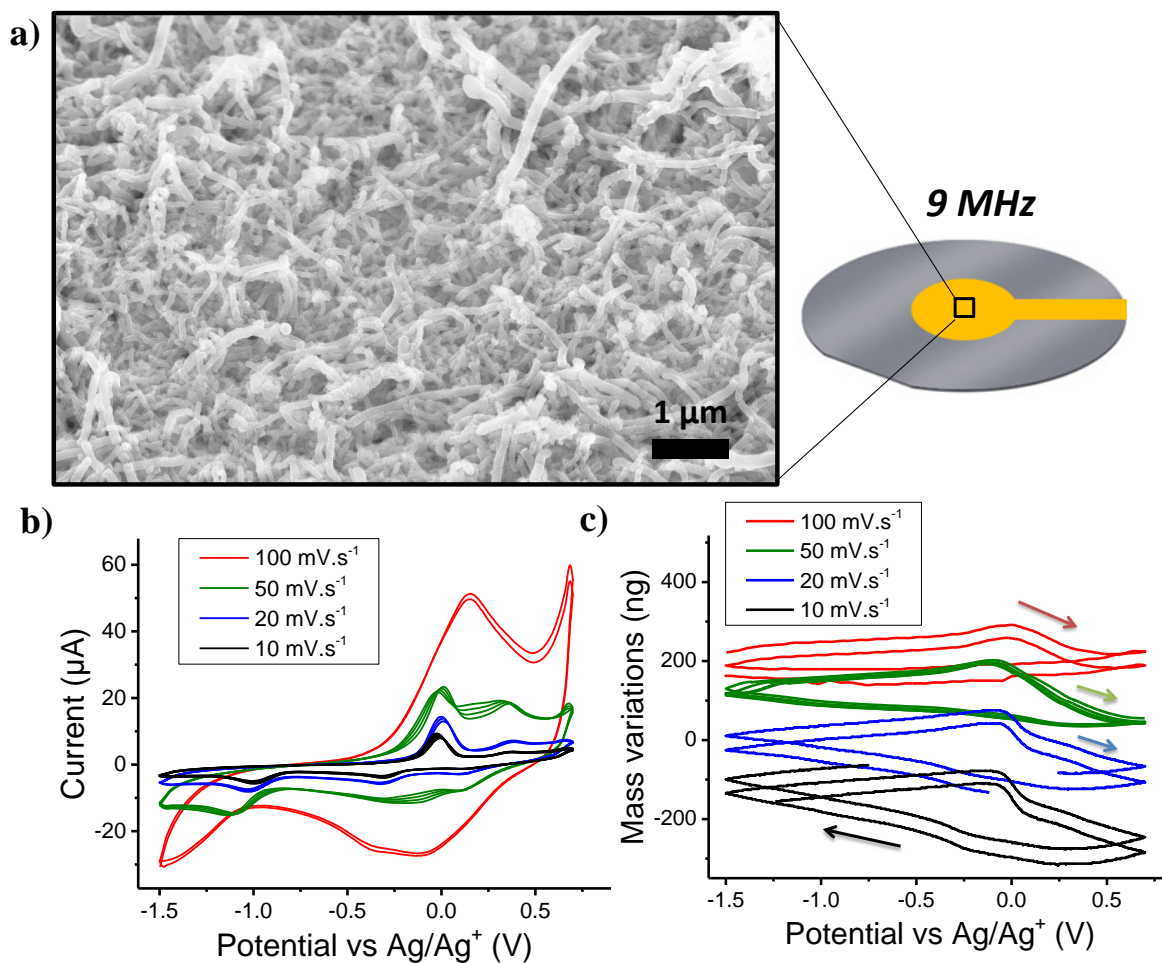 a)
9 MHz
1 µm
b)
100 mV.s⁻¹
50 mV.s⁻¹
20 mV.s⁻¹
10 mV.s⁻¹
60
40
20
0
-20
Current (µA)
-1.5 -1.0 -0.5 0.0 0.5
Potential vs Ag/Ag⁺ (V)
c)
100 mV.s⁻¹
50 mV.s⁻¹
20 mV.s⁻¹
10 mV.s⁻¹
400
200
0
-200
Mass variations (ng)
-1.5 -1.0 -0.5 0.0 0.5
Potential vs Ag/Ag⁺ (V)